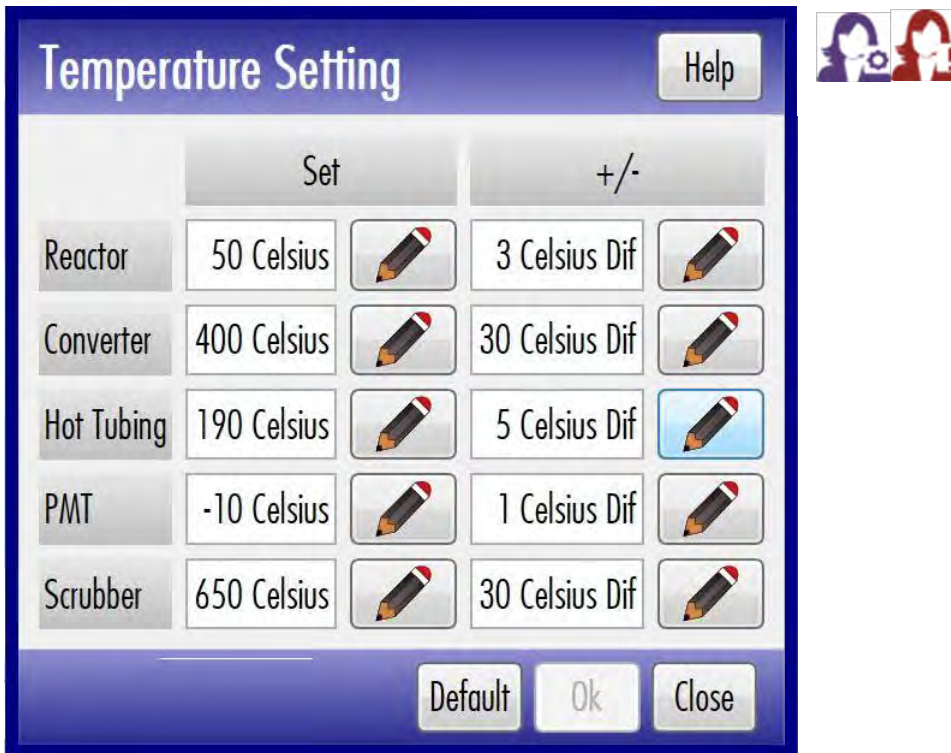 Temperature Setting Help
Set +/-
Reactor 50 Celsius 3 Celsius Dif
Converter 400 Celsius 30 Celsius Dif
Hot Tubing 190 Celsius 5 Celsius Dif
PMT -10 Celsius 1 Celsius Dif
Scrubber 650 Celsius 30 Celsius Dif
Default Ok Close